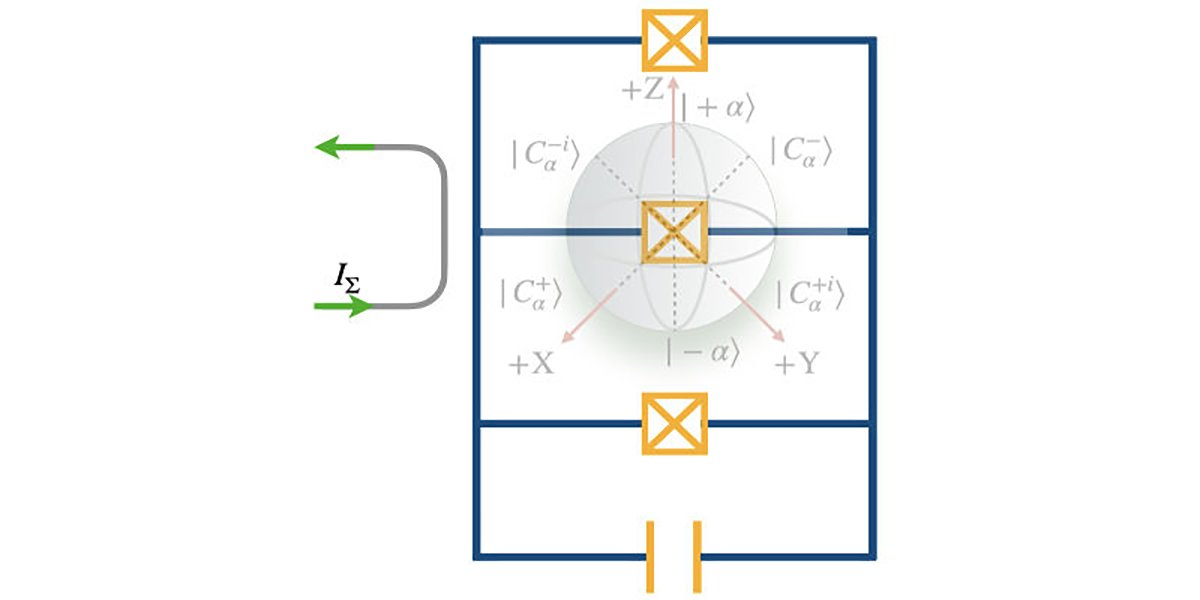 +Z
|+α⟩
|C_α^{-i}⟩
|C_α^-⟩
I_Σ
|C_α^+⟩
|C_α^{+i}⟩
|−α⟩
+X
+Y